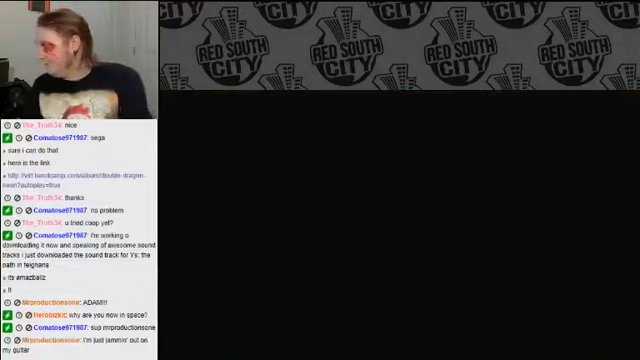 RED SOUTH CITY
RED SOUTH CITY
RED SOUTH CITY
RED SOUTH CITY
The_Truth34: nice
Comatose971987: sega
» sure i can do that
» here is the link
» http://virt.bandcamp.com/album/double-dragon-
neon?autoplay=true
The_Truth34: thanks
Comatose971987: no problem
The_Truth34: u tried coop yet?
Comatose971987: i'm working o
downloading it now and speaking of awesome sound
tracks i just downloaded the sound track for Ys: the
oath in felghana
» its amazballz
» !!
Mrproductionsone: ADAM!!!
Herobizkit: why are you now in space?
Comatose971987: sup mrproductionsone
Mrproductionsone: i'm just jammin' out on
my guitar